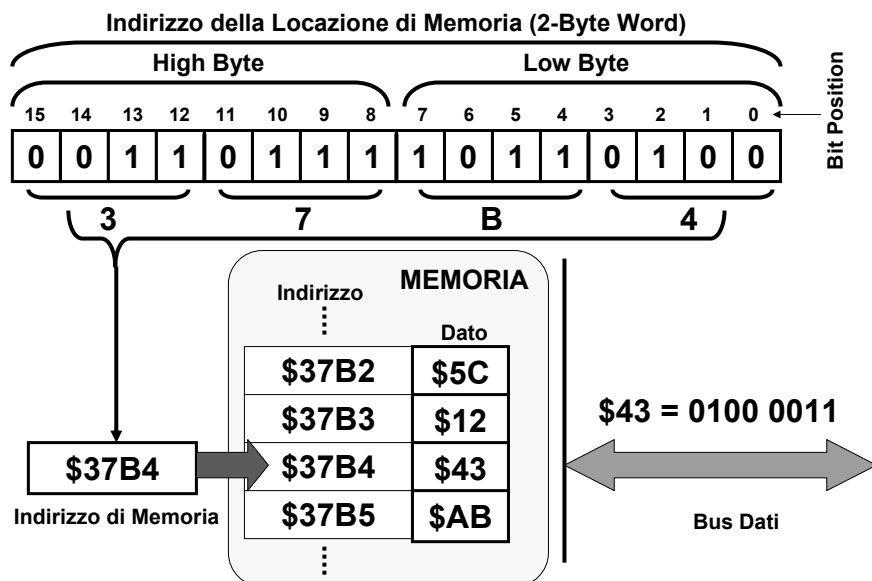 Indirizzo della Locazione di Memoria (2-Byte Word)
High Byte Low Byte
15 14 13 12 11 10 9 8 7 6 5 4 3 2 1 0
Bit Position
0 0 1 1 0 1 1 1 1 0 1 1 0 1 0 0
3 7 B 4
MEMORIA
Indirizzo
Dato
$37B2 $5C
$37B3 $12
$37B4 $43
$37B5 $AB
$37B4
Indirizzo di Memoria
$43 = 0100 0011
Bus Dati